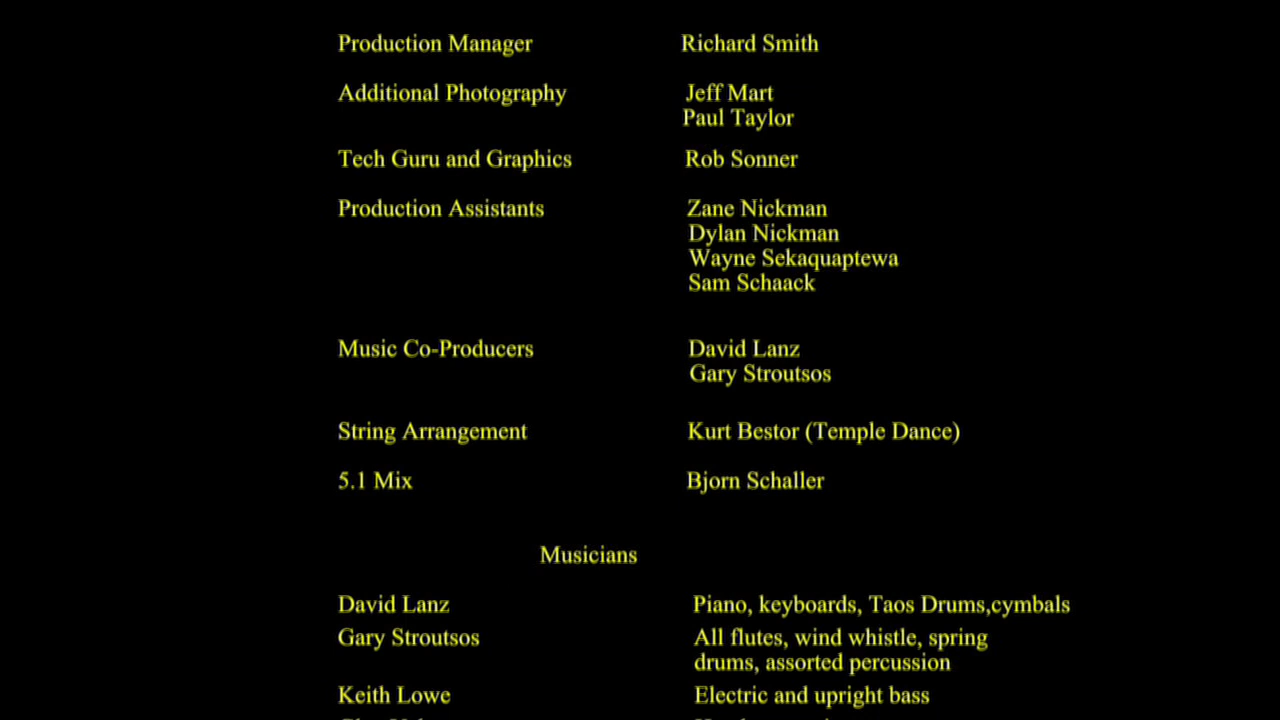 Production Manager Richard Smith
Additional Photography Jeff Mart
Paul Taylor
Tech Guru and Graphics Rob Sonner
Production Assistants Zane Nickman
Dylan Nickman
Wayne Sekaquaptewa
Sam Schaack
Music Co-Producers David Lanz
Gary Stroutsos
String Arrangement Kurt Bestor (Temple Dance)
5.1 Mix Bjorn Schaller
Musicians
David Lanz Piano, keyboards, Taos Drums,cymbals
Gary Stroutsos All flutes, wind whistle, spring
drums, assorted percussion
Keith Lowe Electric and upright bass